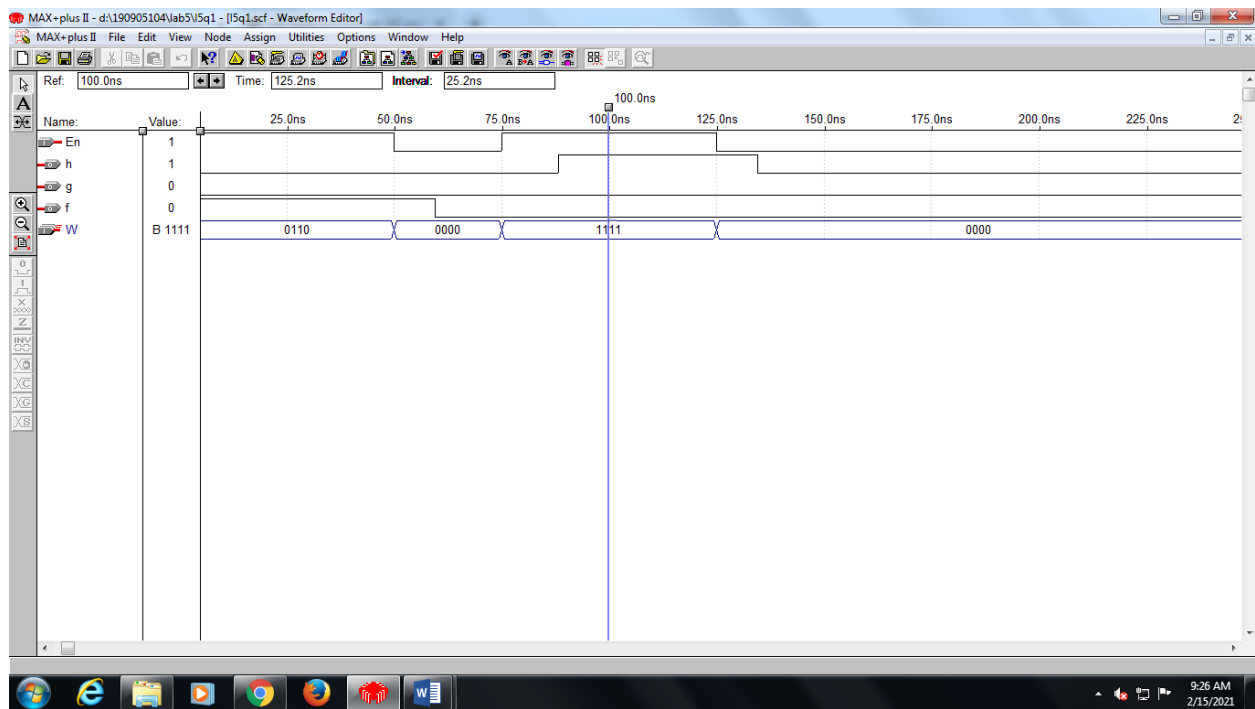 MAX+plus II - d:\190905104\lab5\l5q1 - [l5q1.scf - Waveform Editor]
MAX+plus II File Edit View Node Assign Utilities Options Window Help
Ref: 100.0ns Time: 125.2ns Interval: 25.2ns
100.0ns
Name: Value: 25.0ns 50.0ns 75.0ns 100.0ns 125.0ns 150.0ns 175.0ns 200.0ns 225.0ns
En 1
h 1
g 0
f 0
W B 1111 0110 0000 1111 0000
9:26 AM
2/15/2021